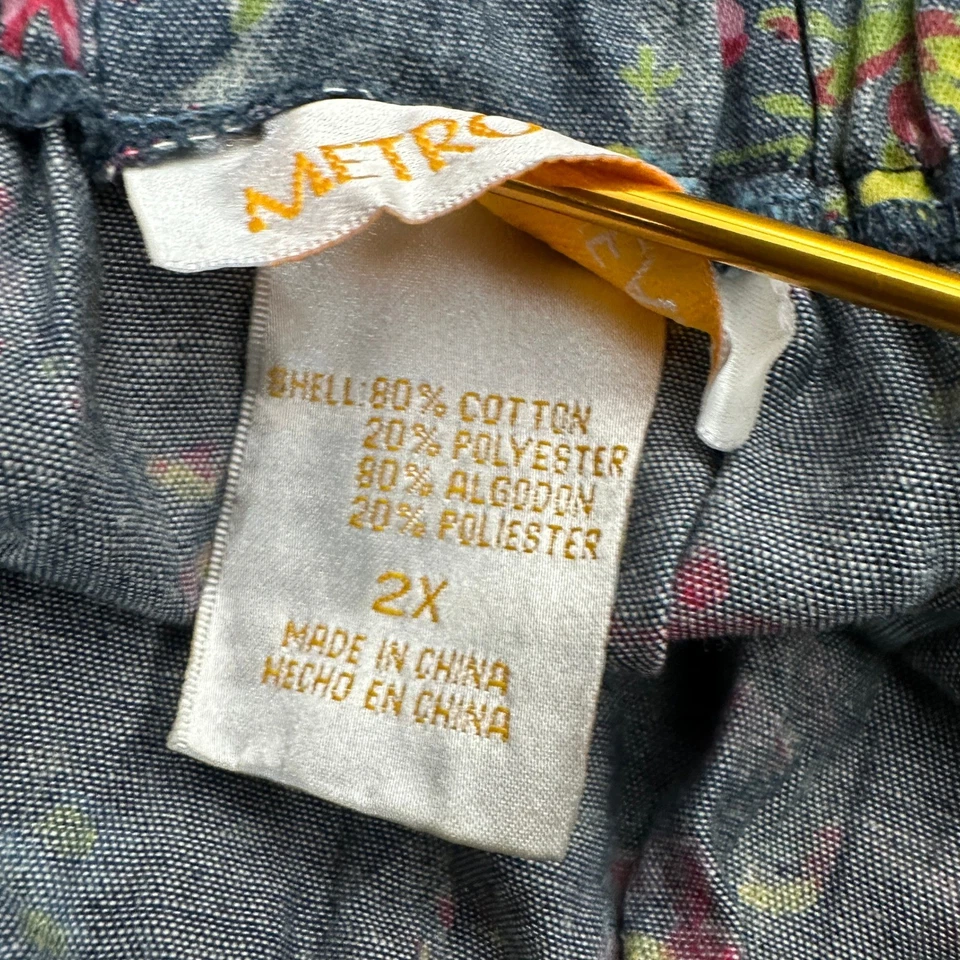 METRO
SHELL: 80% COTTON
20% POLYESTER
80% ALGODON
20% POLIESTER
2X
MADE IN CHINA
HECHO EN CHINA